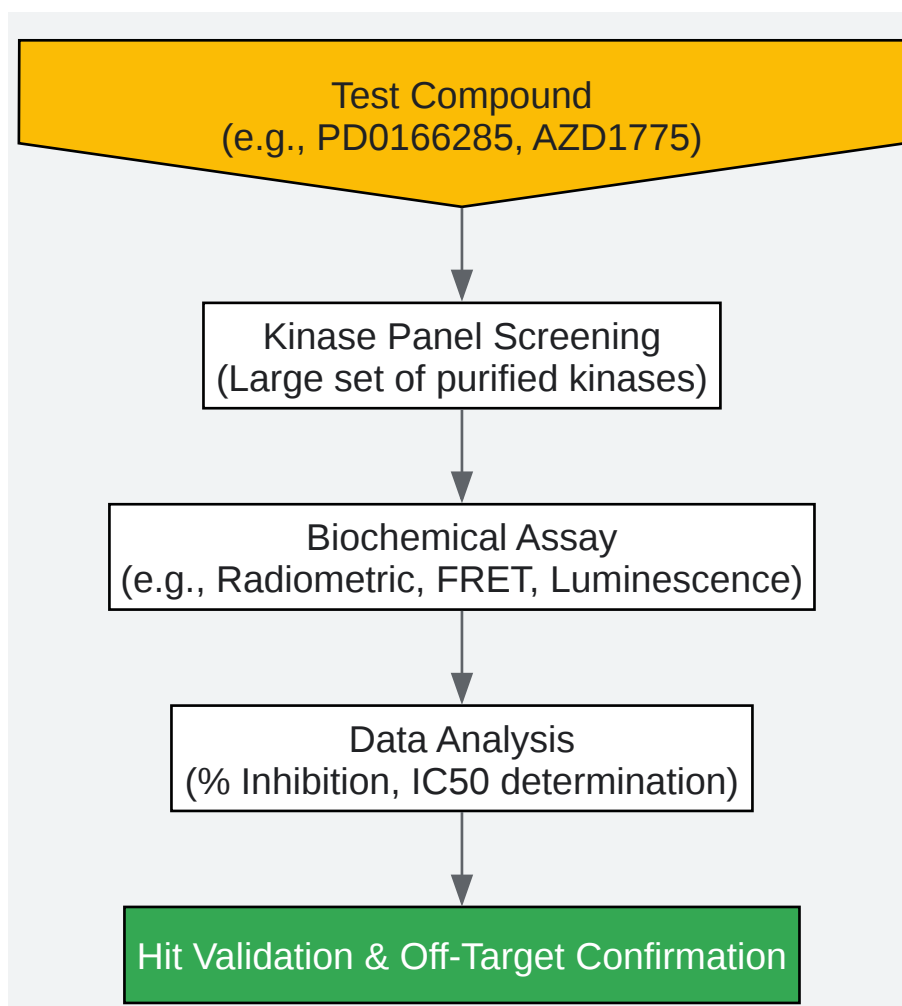 Test Compound
(e.g., PD0166285, AZD1775)
Kinase Panel Screening
(Large set of purified kinases)
Biochemical Assay
(e.g., Radiometric, FRET, Luminescence)
Data Analysis
(% Inhibition, IC50 determination)
Hit Validation & Off-Target Confirmation